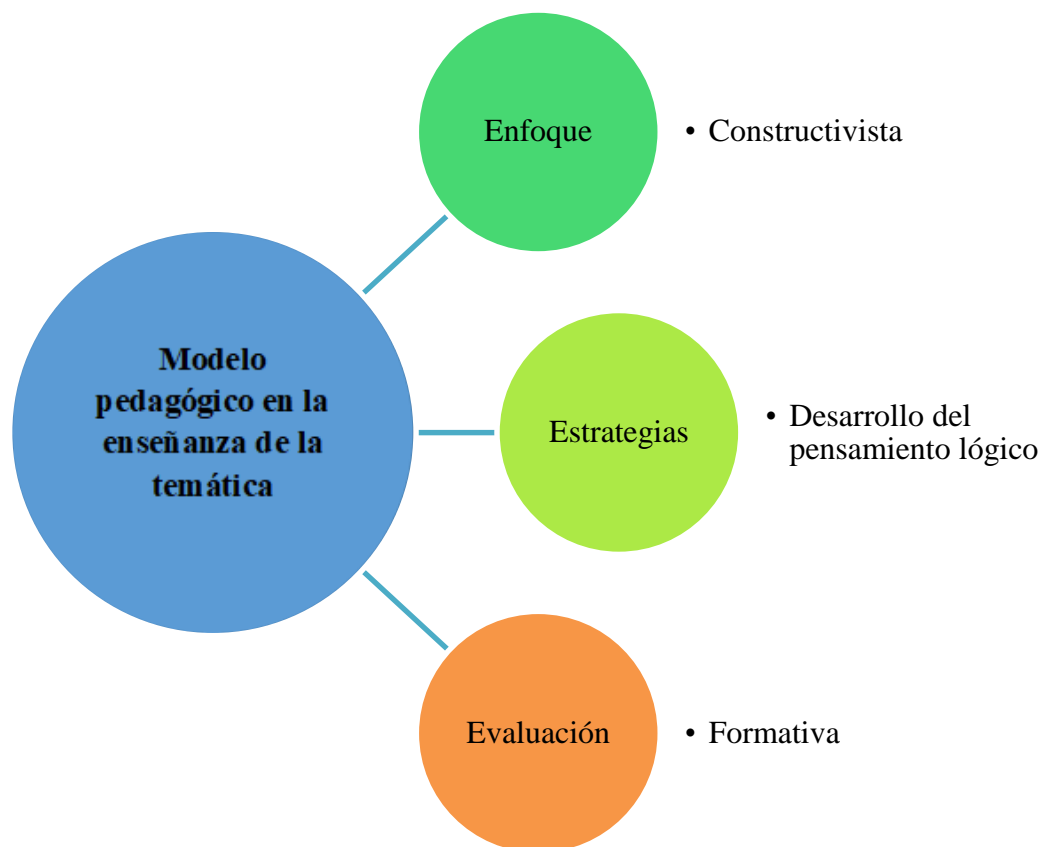 Enfoque
• Constructivista
Modelo
pedagógico en la
enseñanza de la
temática
Estrategias
• Desarrollo del
pensamiento lógico
Evaluación
• Formativa